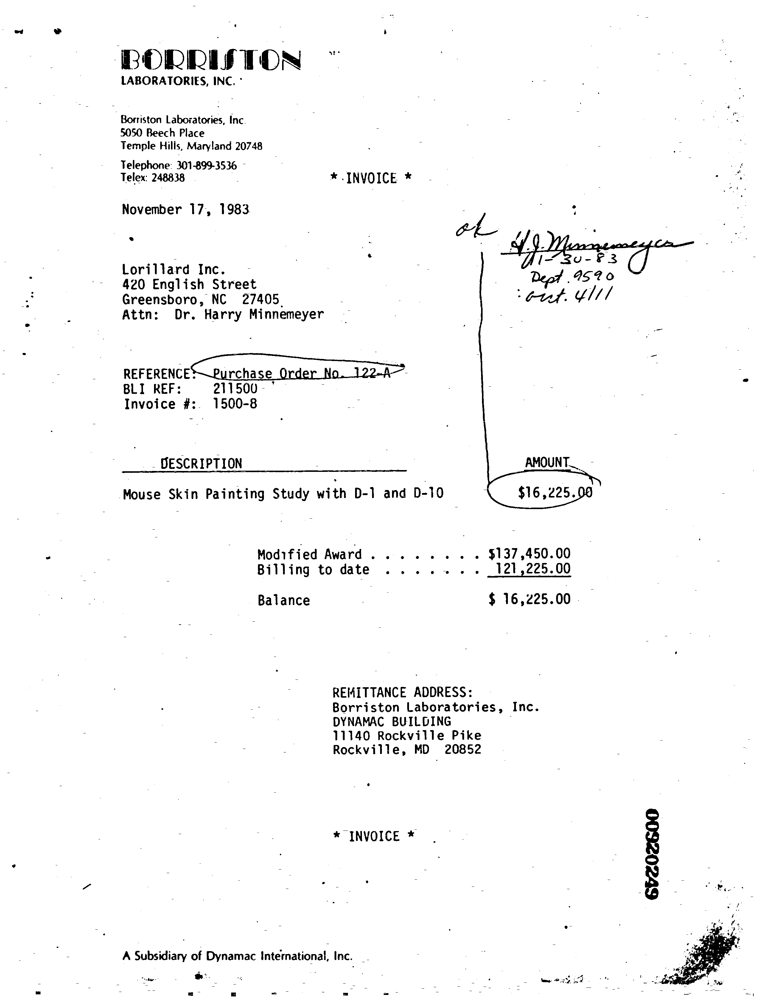 BORRISTON
LABORATORIES, INC.
Borriston Laboratories, Inc.
5050 Beech Place
Temple Hills, Maryland 20748
Telephone: 301-899-3536
Telex: 248838
* INVOICE *
November 17, 1983
ok
H.J. Minnemeyer
11-30-83
Dept. 9590
acct. 4111
Lorillard Inc.
420 English Street
Greensboro, NC 27405
Attn: Dr. Harry Minnemeyer
REFERENCE: Purchase Order No. 122-A
BLI REF: 211500
Invoice #: 1500-8
DESCRIPTION AMOUNT
Mouse Skin Painting Study with D-1 and D-10 $16,225.00
Modified Award . . . . . . . . $137,450.00
Billing to date . . . . . . . 121,225.00
Balance $ 16,225.00
REMITTANCE ADDRESS:
Borriston Laboratories, Inc.
DYNAMAC BUILDING
11140 Rockville Pike
Rockville, MD 20852
* INVOICE *
00920249
A Subsidiary of Dynamac International, Inc.